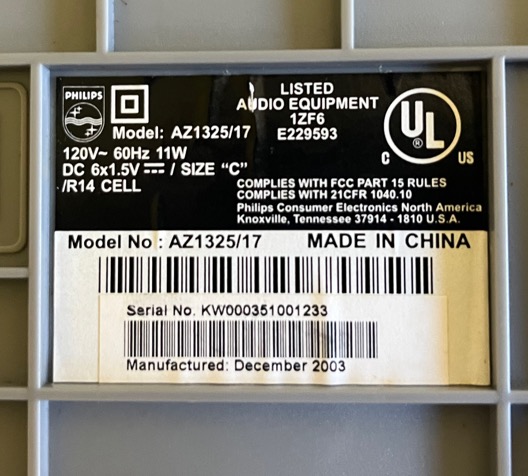 PHILIPS
LISTED
AUDIO EQUIPMENT
1ZF6
E229593
Model: AZ1325/17
120V~ 60Hz 11W
DC 6x1.5V ⎓ / SIZE “C”
/R14 CELL
UL
®
C US
COMPLIES WITH FCC PART 15 RULES
COMPLIES WITH 21CFR 1040.10
Philips Consumer Electronics North America
Knoxville, Tennessee 37914 - 1810 U.S.A.
Model No : AZ1325/17 MADE IN CHINA
Serial No. KW000351001233
Manufactured: December 2003